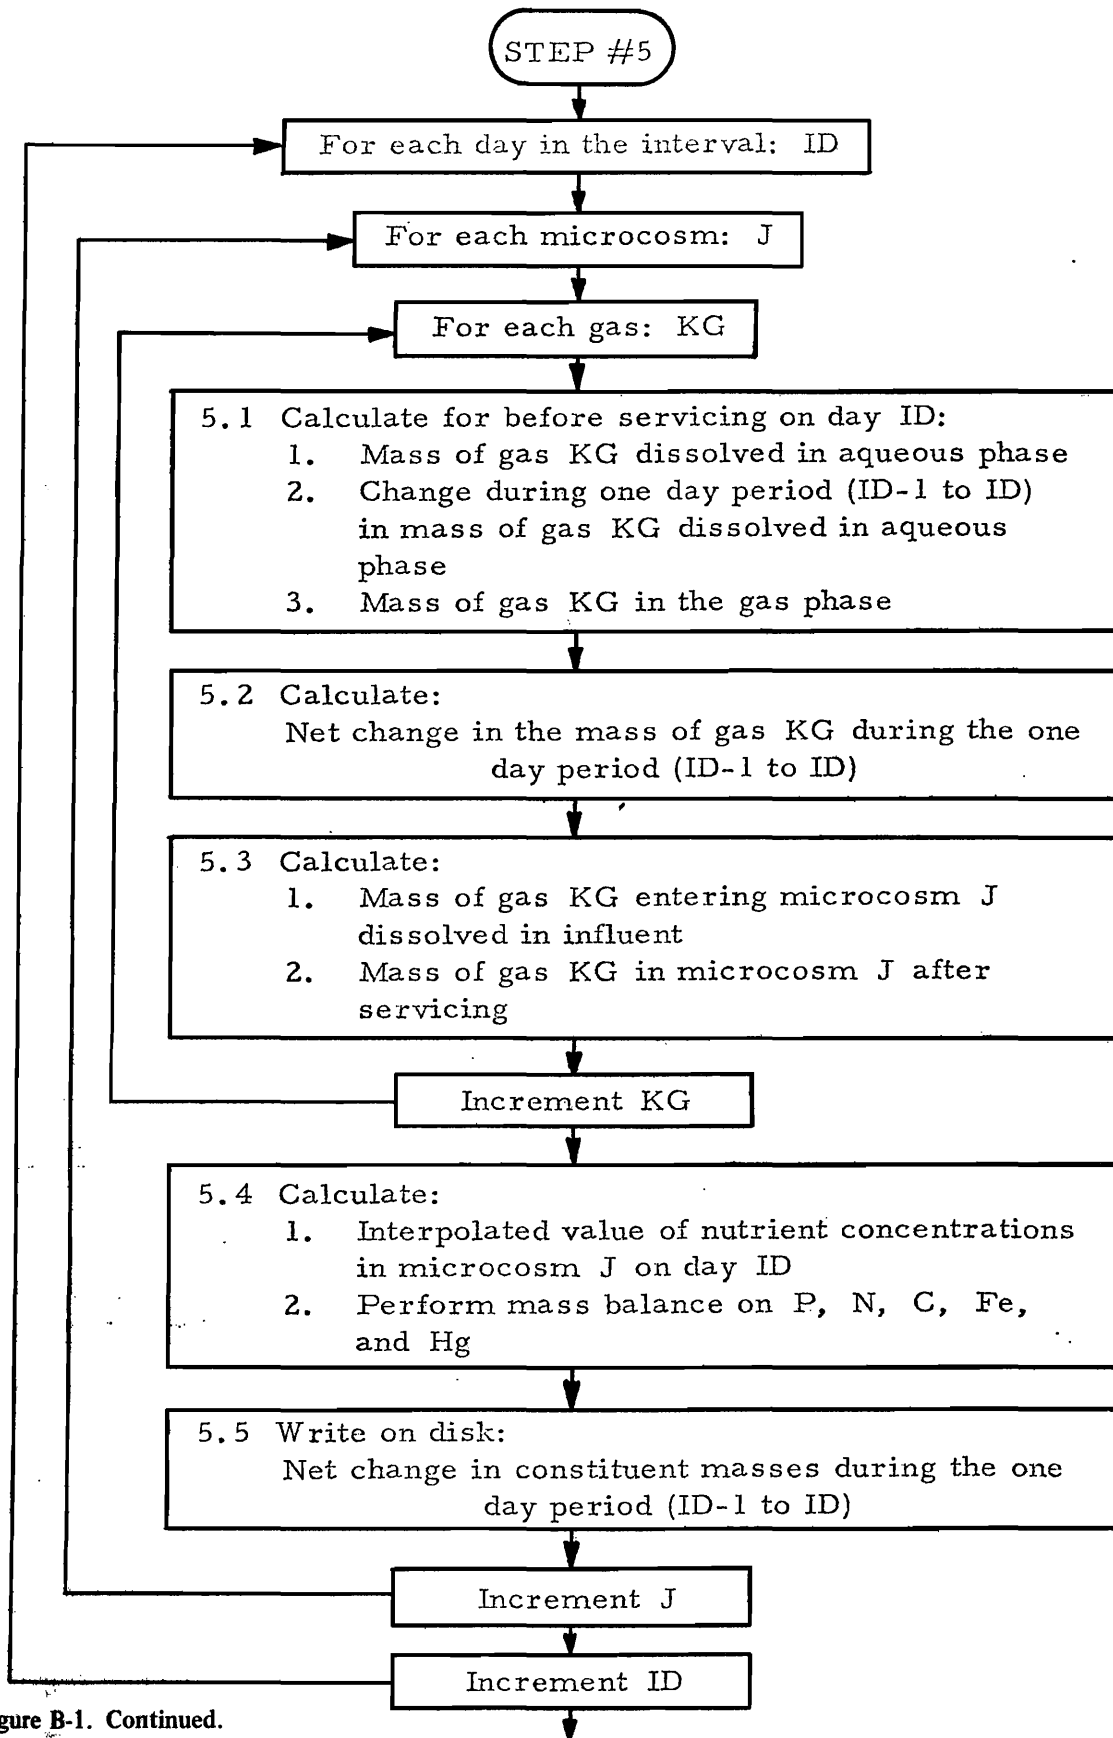 STEP #5
For each day in the interval: ID
For each microcosm: J
For each gas: KG
5.1 Calculate for before servicing on day ID:
1. Mass of gas KG dissolved in aqueous phase
2. Change during one day period (ID-1 to ID)
in mass of gas KG dissolved in aqueous
phase
3. Mass of gas KG in the gas phase
5.2 Calculate:
Net change in the mass of gas KG during the one
day period (ID-1 to ID)
5.3 Calculate:
1. Mass of gas KG entering microcosm J
dissolved in influent
2. Mass of gas KG in microcosm J after
servicing
Increment KG
5.4 Calculate:
1. Interpolated value of nutrient concentrations
in microcosm J on day ID
2. Perform mass balance on P, N, C, Fe,
and Hg
5.5 Write on disk:
Net change in constituent masses during the one
day period (ID-1 to ID)
Increment J
Increment ID
gure B-1. Continued.